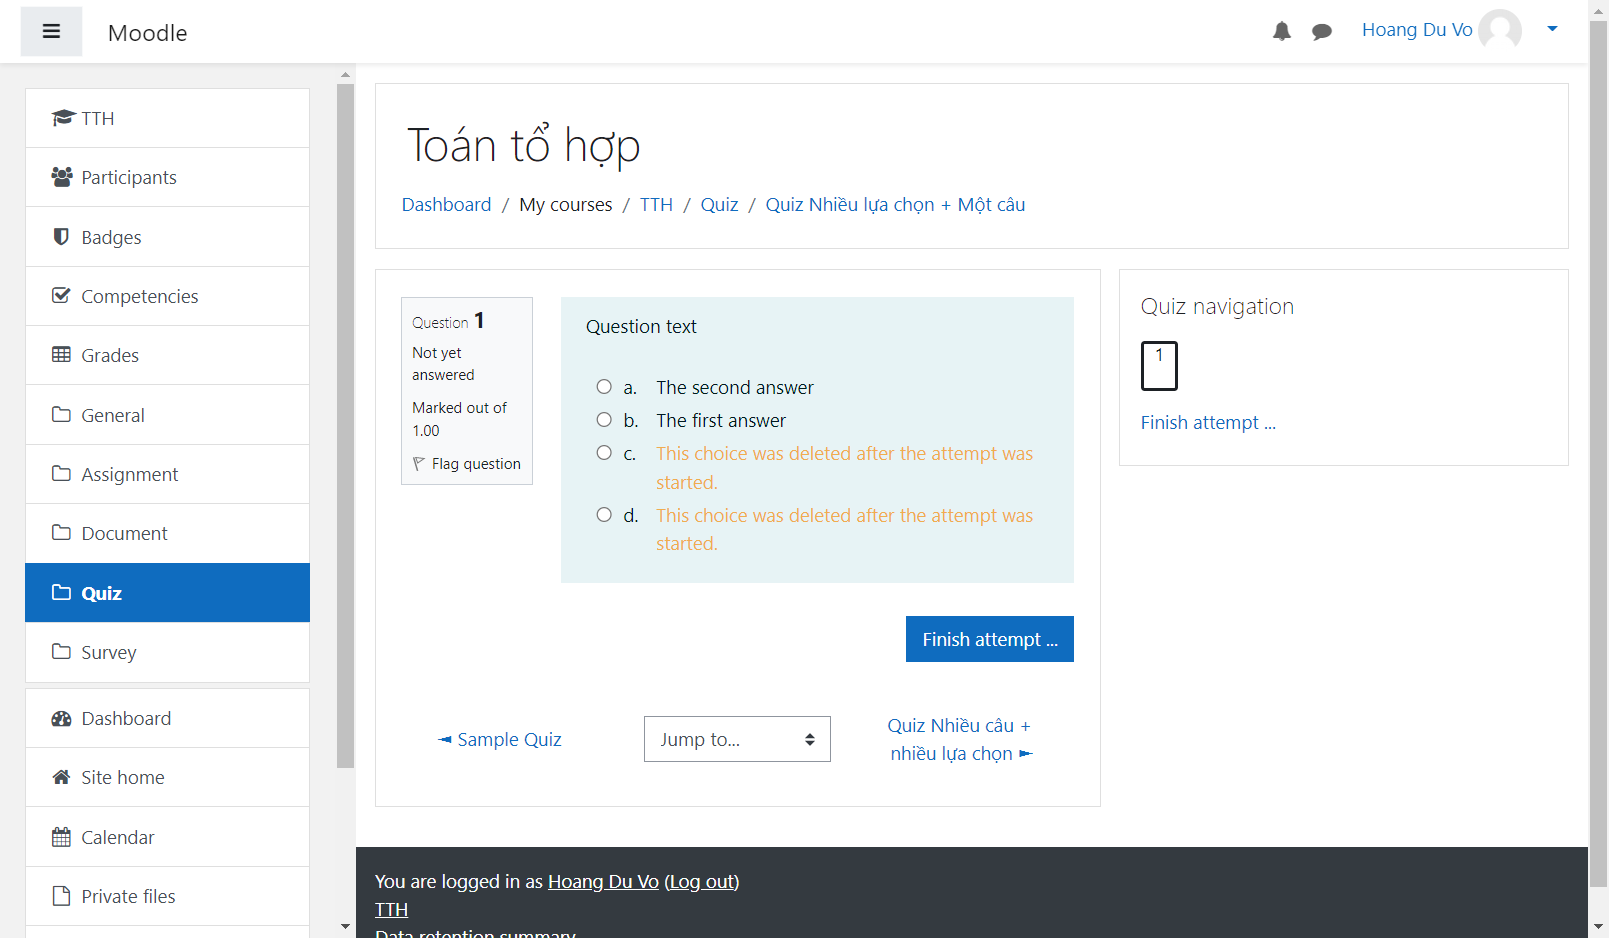 Moodle
Hoang Du Vo
TTH
Participants
Badges
Competencies
Grades
General
Assignment
Document
Quiz
Survey
Dashboard
Site home
Calendar
Private files
Toán tổ hợp
Dashboard / My courses / TTH / Quiz / Quiz Nhiều lựa chọn + Một câu
Question 1
Not yet
answered
Marked out of
1.00
Flag question
Question text
a. The second answer
b. The first answer
c. This choice was deleted after the attempt was
started.
d. This choice was deleted after the attempt was
started.
Finish attempt ...
◄ Sample Quiz
Jump to...
Quiz Nhiều câu +
nhiều lựa chọn ►
Quiz navigation
1
Finish attempt ...
You are logged in as Hoang Du Vo (Log out)
TTH
Data retention summary